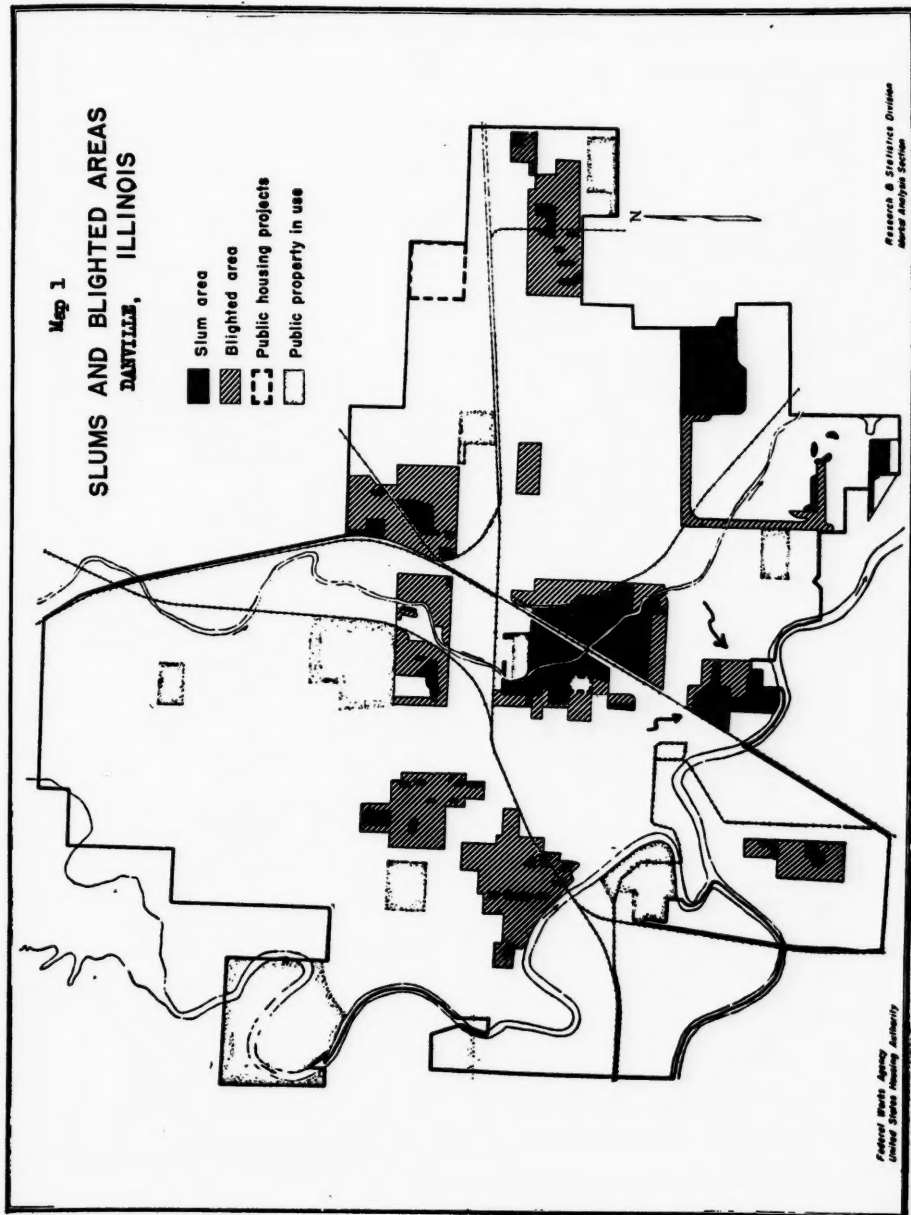 Map 1
SLUMS AND BLIGHTED AREAS
DANVILLE, ILLINOIS
Slum area
Blighted area
Public housing projects
Public property in use
N
Federal Works Agency
United States Housing Authority
Research & Statistics Division
Market Analysis Section